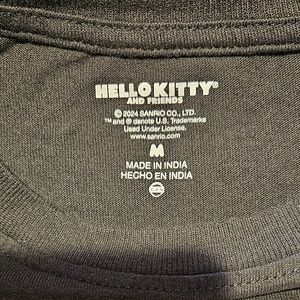 HELLO KITTY®
AND FRIENDS
© 2024 SANRIO CO., LTD.
™ and ® denote U.S. Trademarks
Used Under License.
www.sanrio.com
M
MADE IN INDIA
HECHO EN INDIA